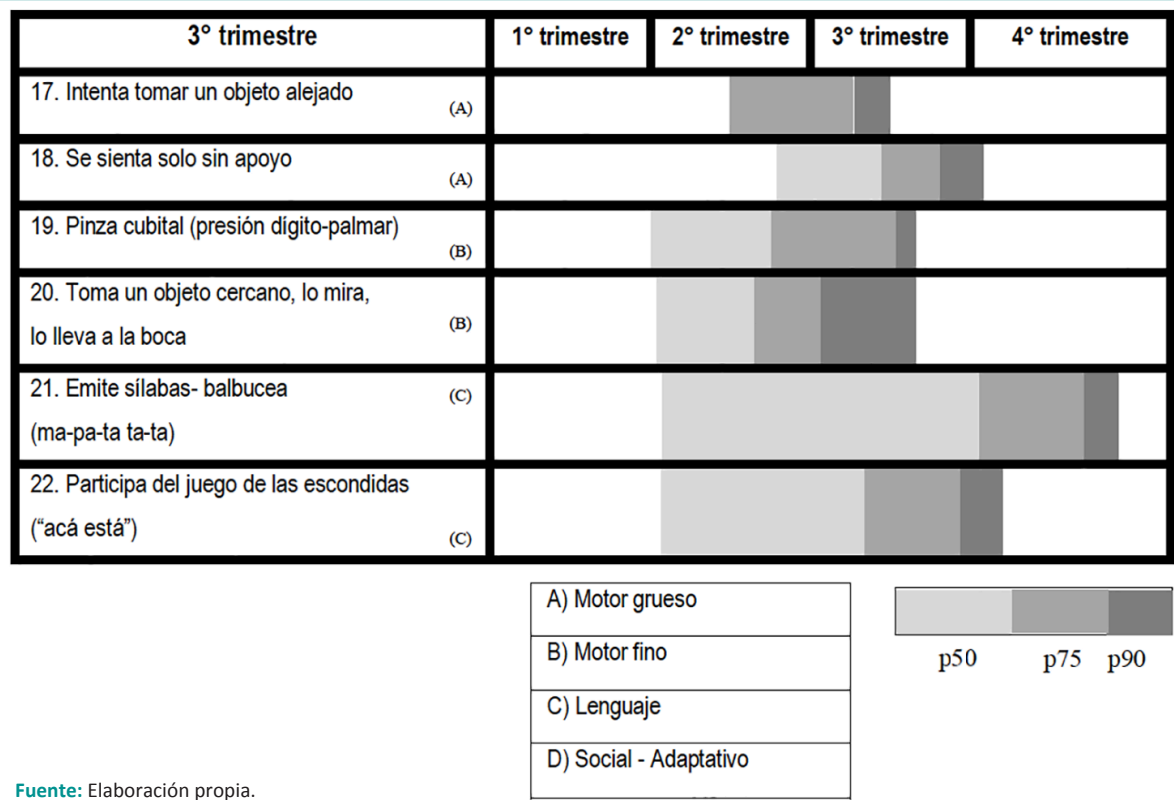 3° trimestre
1° trimestre
2° trimestre
3° trimestre
4° trimestre
17. Intenta tomar un objeto alejado
(A)
18. Se sienta solo sin apoyo
(A)
19. Pinza cubital (presión dígito-palmar)
(B)
20. Toma un objeto cercano, lo mira,
lo lleva a la boca
(B)
21. Emite sílabas- balbucea
(C)
(ma-pa-ta ta-ta)
22. Participa del juego de las escondidas
(“acá está”)
(C)
A) Motor grueso
B) Motor fino
C) Lenguaje
D) Social - Adaptativo
p50
p75
p90
Fuente: Elaboración propia.